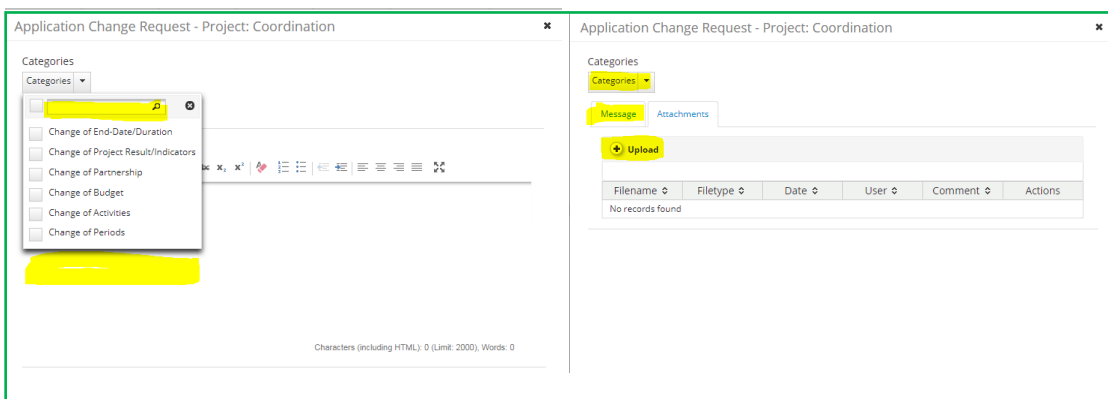 Application Change Request - Project: Coordination
Categories
Categories
Change of End-Date/Duration
Change of Project Result/Indicators
Change of Partnership
Change of Budget
Change of Activities
Change of Periods
Characters (including HTML): 0 (Limit: 2000), Words: 0
Application Change Request - Project: Coordination
Categories
Categories
Message Attachments
Upload
Filename Filetype Date User Comment Actions
No records found